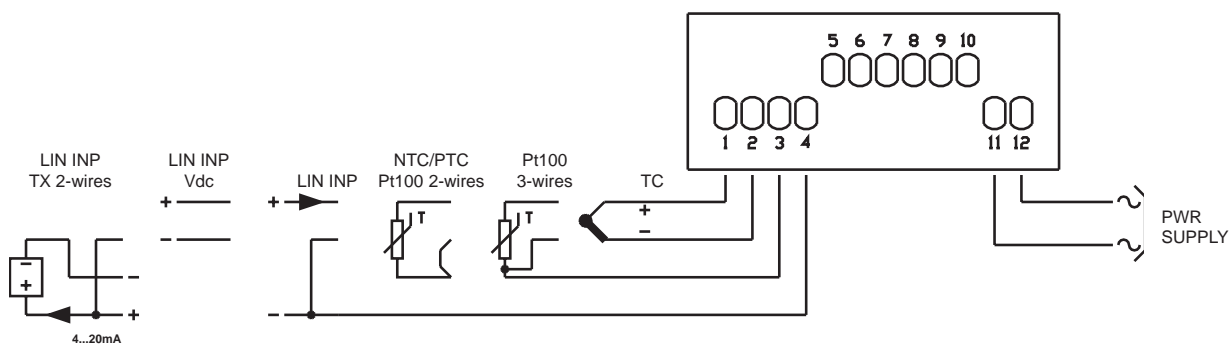 5 6 7 8 9 10
1 2 3 4
11 12
LIN INP
TX 2-wires
LIN INP
Vdc
LIN INP
NTC/PTC
Pt100 2-wires
Pt100
3-wires
TC
+
−
+
−
+
−
T
T
+
−
−
+
−
+
4...20mA
~
~
PWR
SUPPLY